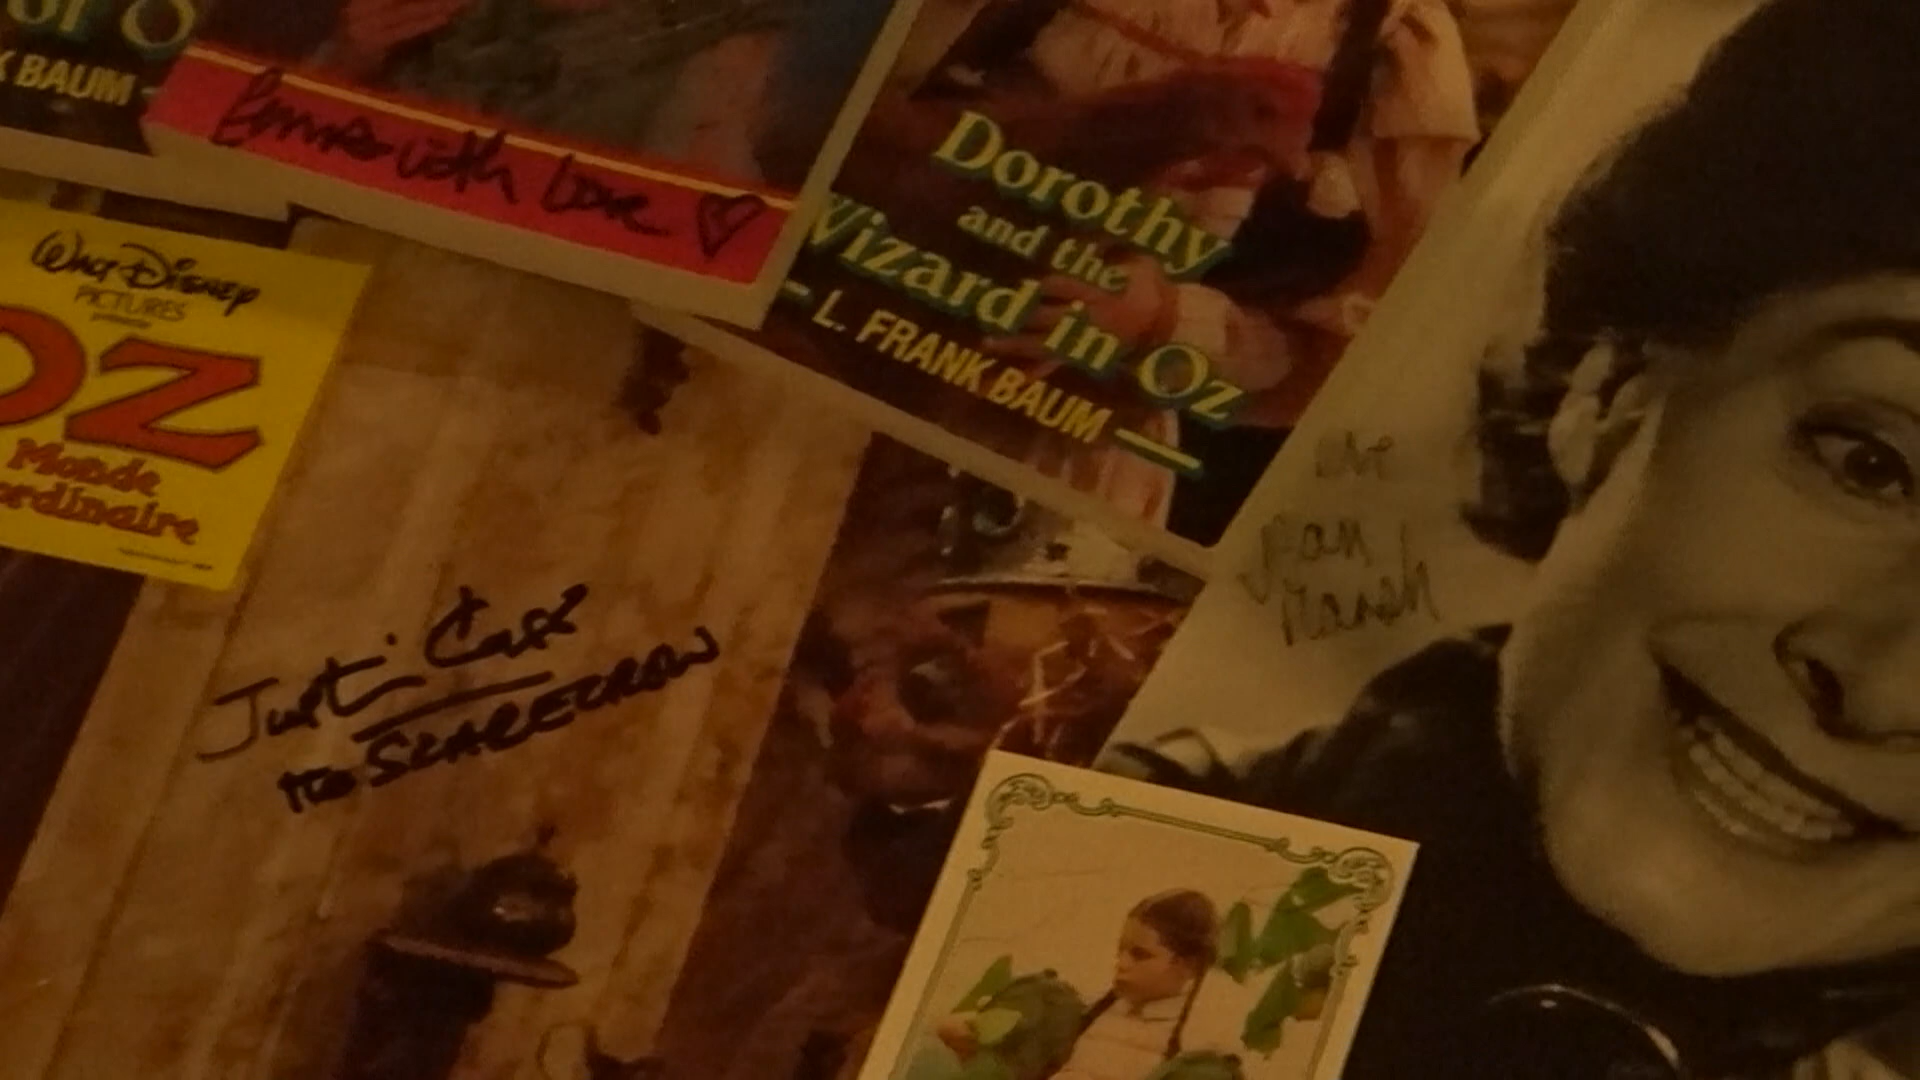 BAUM
Emma with love
Dorothy
and the
Wizard in Oz
L. FRANK BAUM
WALT DISNEY
PICTURES
OZ
Monde
Justin Case
THE SCARECROW
Jean
Marsh